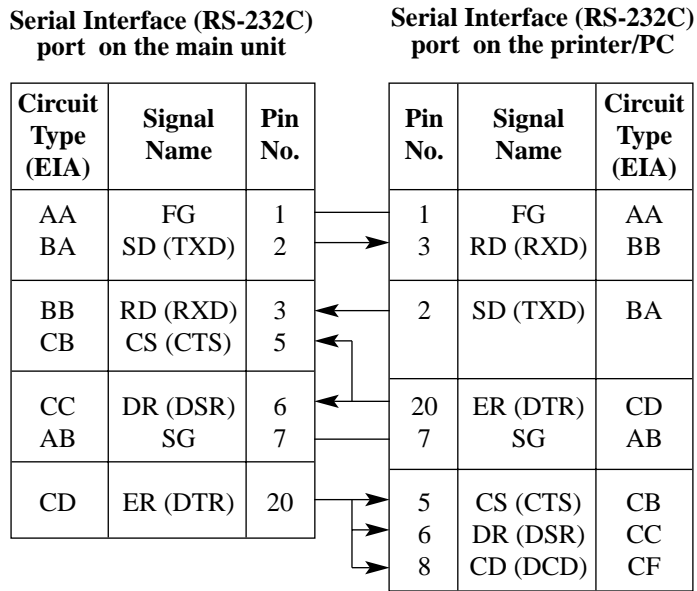 Serial Interface (RS-232C)
port on the main unit
Circuit
Type
(EIA)
Signal
Name
Pin
No.
AA FG 1
BA SD (TXD) 2
BB RD (RXD) 3
CB CS (CTS) 5
CC DR (DSR) 6
AB SG 7
CD ER (DTR) 20
Serial Interface (RS-232C)
port on the printer/PC
Pin
No.
Signal
Name
Circuit
Type
(EIA)
1 FG AA
3 RD (RXD) BB
2 SD (TXD) BA
20 ER (DTR) CD
7 SG AB
5 CS (CTS) CB
6 DR (DSR) CC
8 CD (DCD) CF